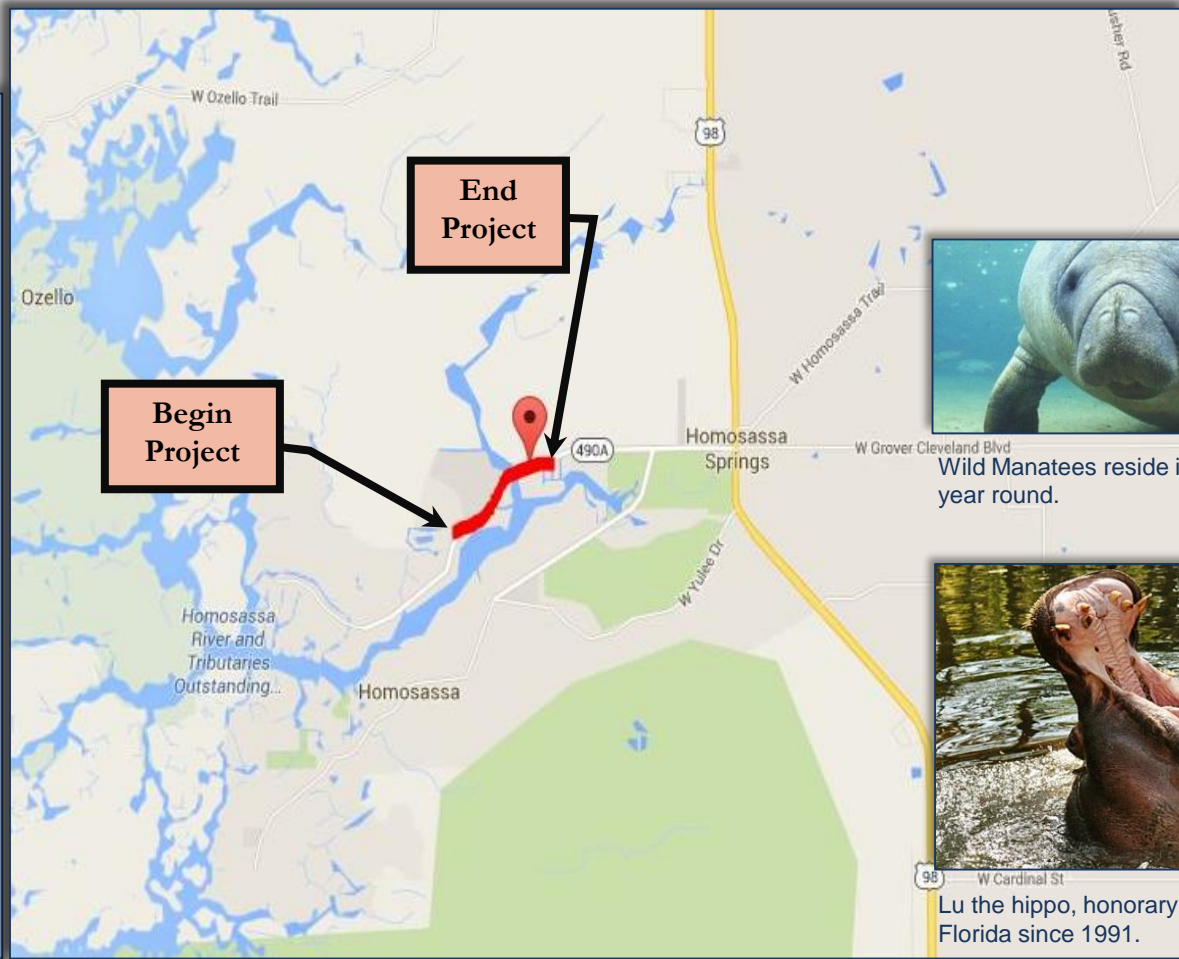 usher Rd
W Ozello Trail
98
End
Project
Ozello
W Homosassa Trail
Begin
Project
490A
Homosassa
Springs
W Grover Cleveland Blvd
Wild Manatees reside i
year round.
W Yulee Dr
Homosassa
River and
Tributaries
Outstanding...
Homosassa
98
W Cardinal St
Lu the hippo, honorary
Florida since 1991.